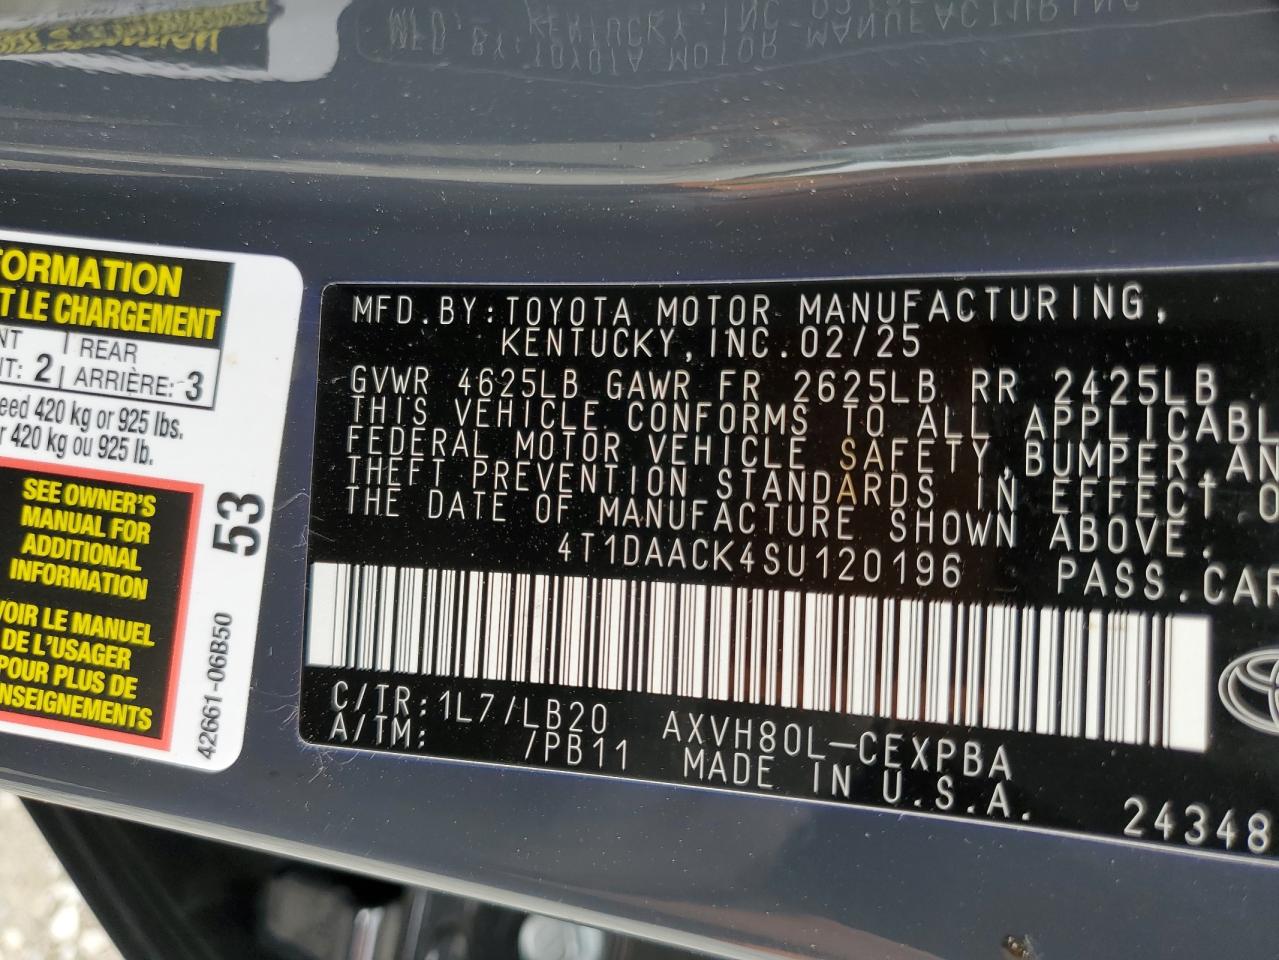 FORMATION
T LE CHARGEMENT
NT | REAR
NT: 2 | ARRIÈRE: 3
eed 420 kg or 925 lbs.
r 420 kg ou 925 lb.
SEE OWNER'S
MANUAL FOR
ADDITIONAL
INFORMATION
VOIR LE MANUEL
DE L'USAGER
POUR PLUS DE
NSEIGNEMENTS
53
42661-06B50
MFD.BY:TOYOTA MOTOR MANUFACTURING,
KENTUCKY,INC.02/25
GVWR 4625LB GAWR FR 2625LB RR 2425LB
THIS VEHICLE CONFORMS TO ALL APPLICABL
FEDERAL MOTOR VEHICLE SAFETY,BUMPER,AN
THEFT PREVENTION STANDARDS IN EFFECT O
THE DATE OF MANUFACTURE SHOWN ABOVE.
4T1DAACK4SU120196 PASS.CAR
C/TR:1L7/LB20 AXVH80L-CEXPBA
A/TM: /PB11 MADE IN U.S.A.
24348